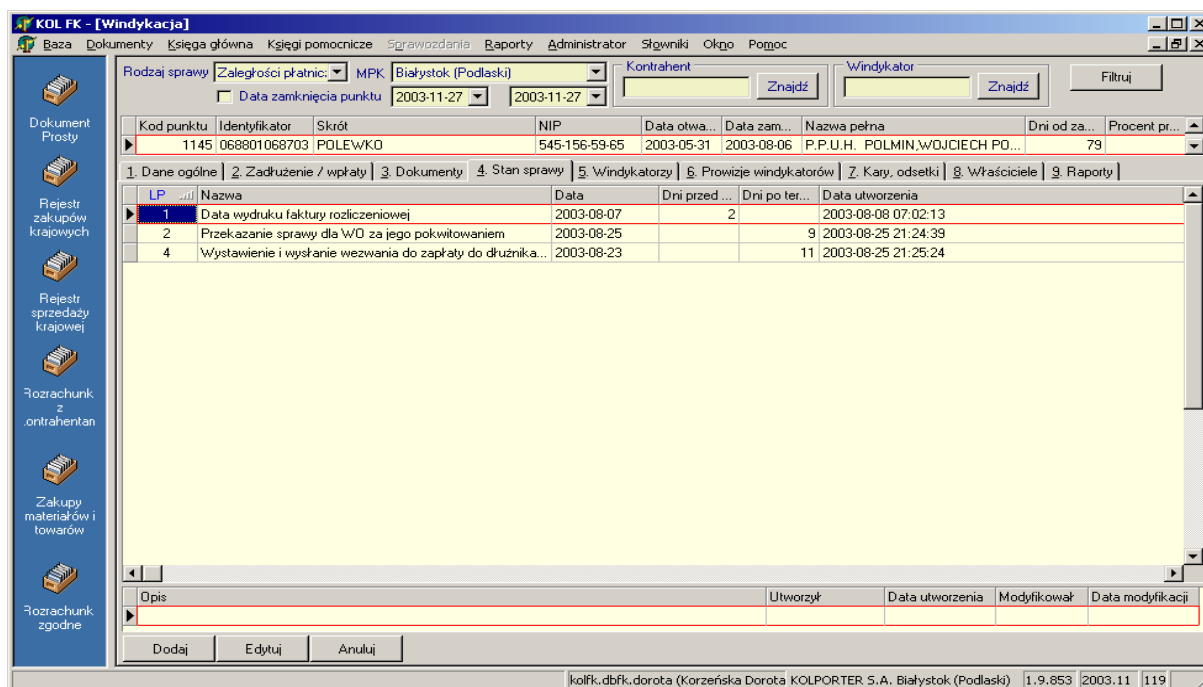 KOL FK - [Windykacja]
Baza Dokumenty Księga główna Księgi pomocnicze Sprawozdania Raporty Administrator Słowniki Okno Pomoc
Rodzaj sprawy Zaległości płatnic: MPK Białystok (Podlaski) Kontrahent Znajdź Windykator Znajdź Filtruj
Data zamknięcia punktu 2003-11-27 2003-11-27
Kod punktu Identyfikator Skrót NIP Data otwa... Data zam... Nazwa pełna Dni od za... Procent pr...
1145 068801068703 POLEWKO 545-156-59-65 2003-05-31 2003-08-06 P.P.U.H. POLMIN,WOJCIECH PO... 79
1. Dane ogólne 2. Zadłużenie / wpłaty 3. Dokumenty 4. Stan sprawy 5. Windykatorzy 6. Prowizje windykatorów 7. Kary, odsetki 8. Właściciele 9. Raporty
LP Nazwa Data Dni przed ... Dni po ter... Data utworzenia
1 Data wydruku faktury rozliczeniowej 2003-08-07 2 2003-08-08 07:02:13
2 Przekazanie sprawy dla WO za jego pokwitowaniem 2003-08-25 9 2003-08-25 21:24:39
4 Wystawienie i wysłanie wezwania do zapłaty do dłużnika... 2003-08-23 11 2003-08-25 21:25:24
Opis Utworzył Data utworzenia Modyfikował Data modyfikacji
Dodaj Edytuj Anuluj
kolfk.dbfk.dorota (Korzeńska Dorota KOLPORTER S.A. Białystok (Podlaski) 1.9.853 2003.11 119
Dokument
Prosty
Rejestr
zakupów
krajowych
Rejestr
sprzedaży
krajowej
Rozrachunk
z
.ontrahentan
Zakupy
materiałów i
towarów
Rozrachunk
zgodne